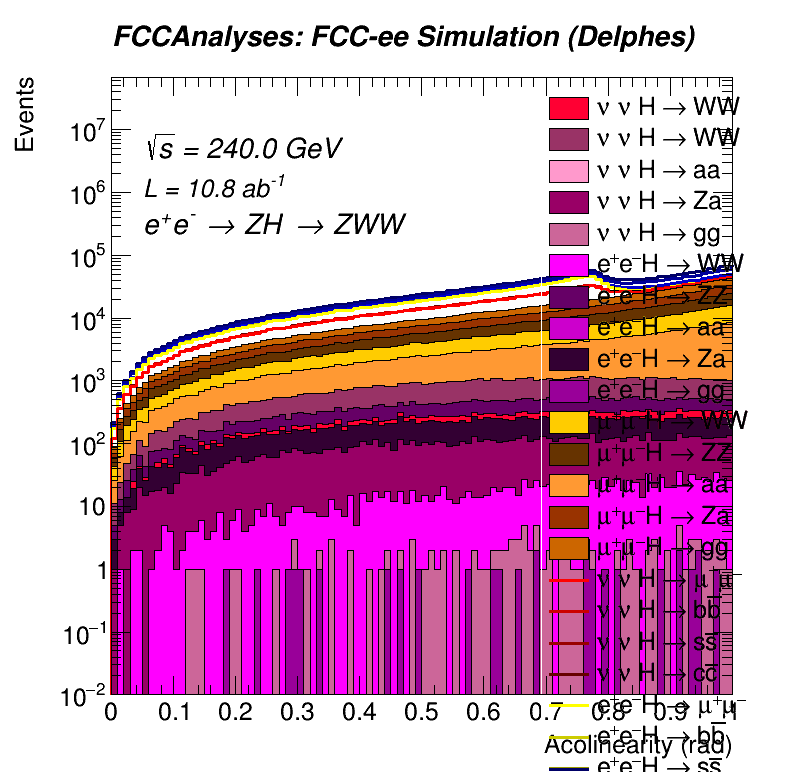 FCCAnalyses: FCC-ee Simulation (Delphes)
Events
√s = 240.0 GeV
L = 10.8 ab⁻¹
e⁺e⁻ → ZH → ZWW
10⁷
10⁶
10⁵
10⁴
10³
10²
10
1
10⁻¹
10⁻²
0 0.1 0.2 0.3 0.4 0.5 0.6 0.7 0.8 0.9 1
Acolinearity (rad)
ν ν H → WW
ν ν H → WW
ν ν H → aa
ν ν H → Za
ν ν H → gg
e⁺e⁻H → WW
e⁺e⁻H → ZZ
e⁺e⁻H → aa
e⁺e⁻H → Za
e⁺e⁻H → gg
μ⁺μ⁻H → WW
μ⁺μ⁻H → ZZ
μ⁺μ⁻H → aa
μ⁺μ⁻H → Za
μ⁺μ⁻H → gg
ν ν H → μ⁺μ⁻
ν ν H → bb̅
ν ν H → ss̅
ν ν H → cc̅
e⁺e⁻H → μ⁺μ⁻
e⁺e⁻H → bb̅
e⁺e⁻H → ss̅